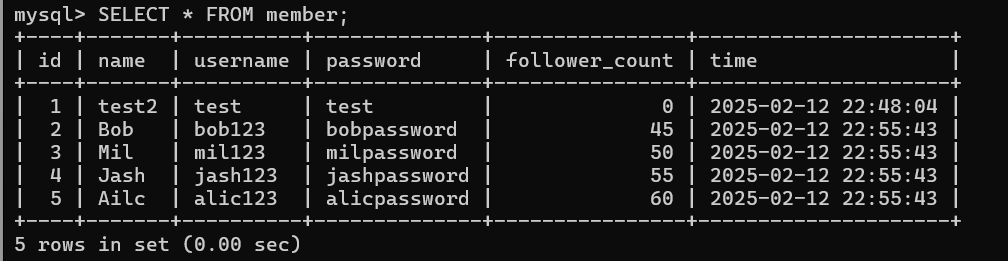 mysql> SELECT * FROM member;
+----+-------+----------+--------------+----------------+---------------------+
| id | name  | username | password     | follower_count | time                |
+----+-------+----------+--------------+----------------+---------------------+
|  1 | test2 | test     | test         |              0 | 2025-02-12 22:48:04 |
|  2 | Bob   | bob123   | bobpassword  |             45 | 2025-02-12 22:55:43 |
|  3 | Mil   | mil123   | milpassword  |             50 | 2025-02-12 22:55:43 |
|  4 | Jash  | jash123  | jashpassword |             55 | 2025-02-12 22:55:43 |
|  5 | Ailc  | alic123  | alicpassword |             60 | 2025-02-12 22:55:43 |
+----+-------+----------+--------------+----------------+---------------------+
5 rows in set (0.00 sec)